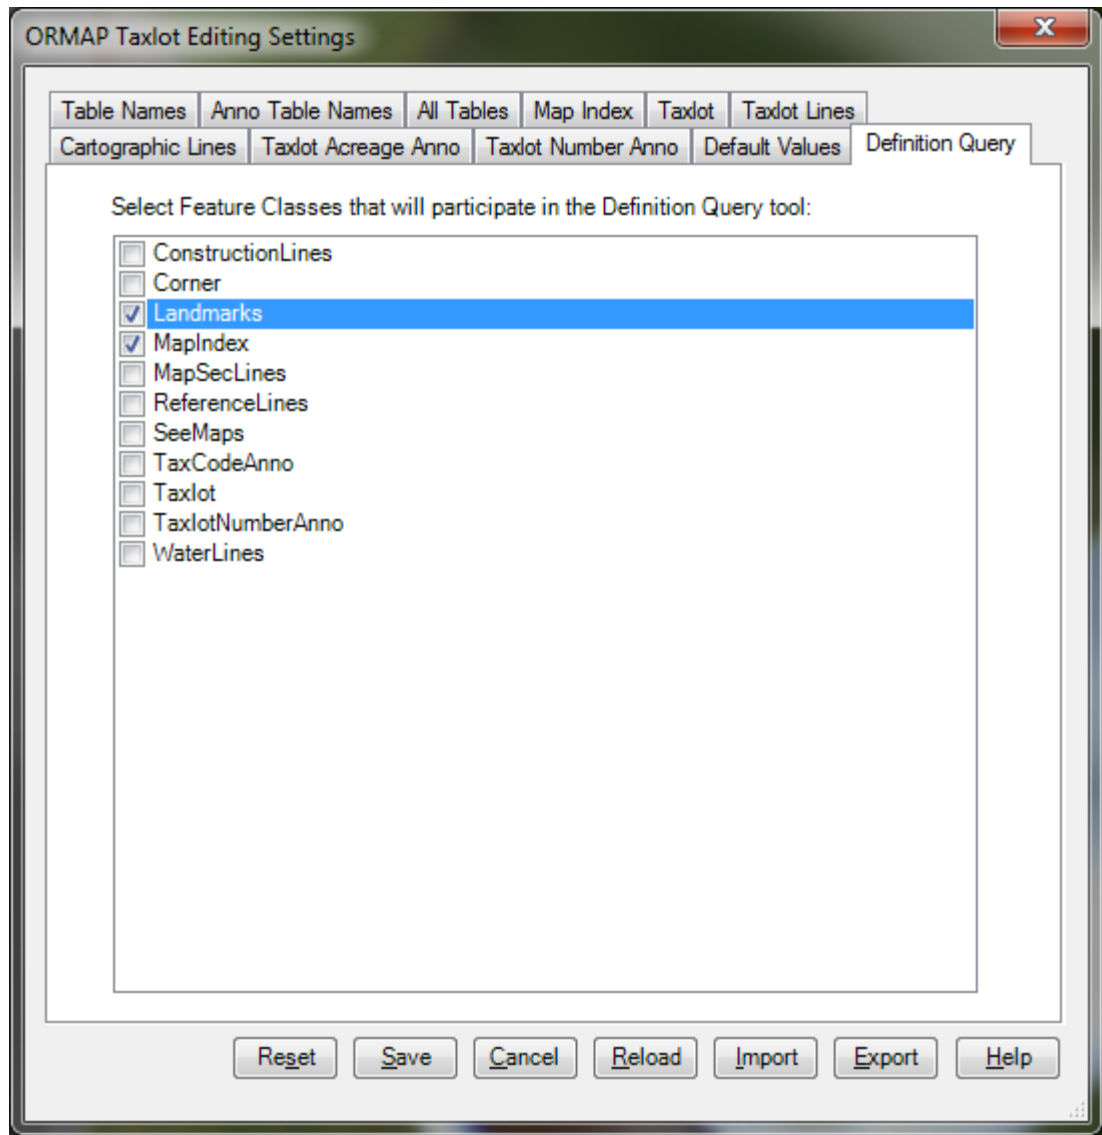 ORMAP Taxlot Editing Settings
Table Names Anno Table Names All Tables Map Index Taxlot Taxlot Lines
Cartographic Lines Taxlot Acreage Anno Taxlot Number Anno Default Values Definition Query
Select Feature Classes that will participate in the Definition Query tool:
ConstructionLines
Corner
Landmarks
MapIndex
MapSecLines
ReferenceLines
SeeMaps
TaxCodeAnno
Taxlot
TaxlotNumberAnno
WaterLines
Reset Save Cancel Reload Import Export Help